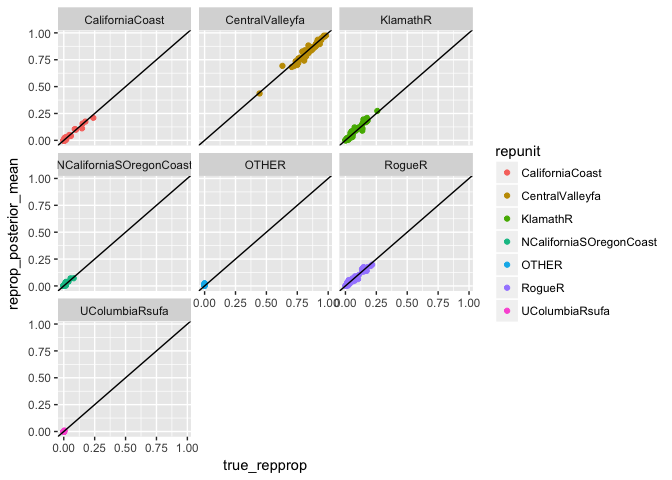 CaliforniaCoast CentralValleyfa KlamathR
1.00
0.75
0.50
0.25
0.00
NCaliforniaSOregonCoast OTHER RogueR
1.00
0.75
0.50
0.25
0.00
0.00 0.25 0.50 0.75 1.00 0.00 0.25 0.50 0.75 1.00
UColumbiaRsufa
1.00
0.75
0.50
0.25
0.00
0.00 0.25 0.50 0.75 1.00
true_repprop
reprop_posterior_mean
repunit
CaliforniaCoast
CentralValleyfa
KlamathR
NCaliforniaSOregonCoast
OTHER
RogueR
UColumbiaRsufa